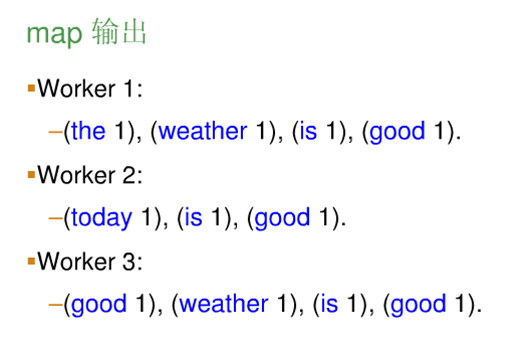 map 输出
▪Worker 1:
–(the 1), (weather 1), (is 1), (good 1).
▪Worker 2:
–(today 1), (is 1), (good 1).
▪Worker 3:
–(good 1), (weather 1), (is 1), (good 1).